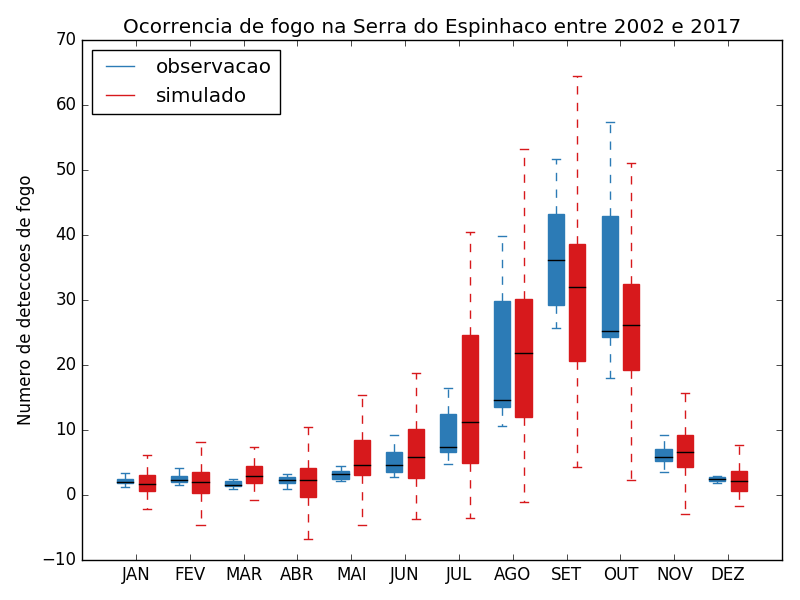 Ocorrencia de fogo na Serra do Espinhaco entre 2002 e 2017
70
60
50
40
30
20
10
0
−10
Numero de deteccoes de fogo
observacao
simulado
JAN FEV MAR ABR MAI JUN JUL AGO SET OUT NOV DEZ